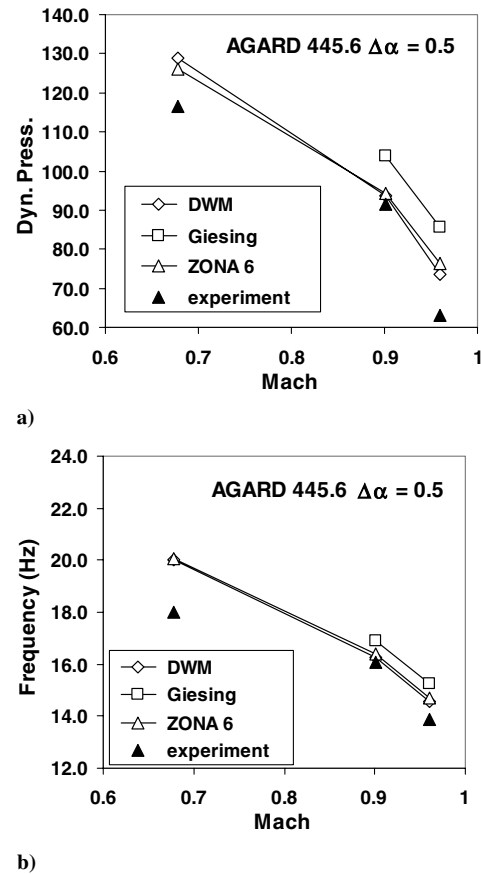 140.0
130.0
120.0
110.0
100.0
90.0
80.0
70.0
60.0
Dyn. Press.
AGARD 445.6 Δα = 0.5
DWM
Giesing
ZONA 6
experiment
0.6 0.7 0.8 0.9 1
Mach
a)
24.0
22.0
20.0
18.0
16.0
14.0
12.0
Frequency (Hz)
AGARD 445.6 Δα = 0.5
DWM
Giesing
ZONA 6
experiment
0.6 0.7 0.8 0.9 1
Mach
b)